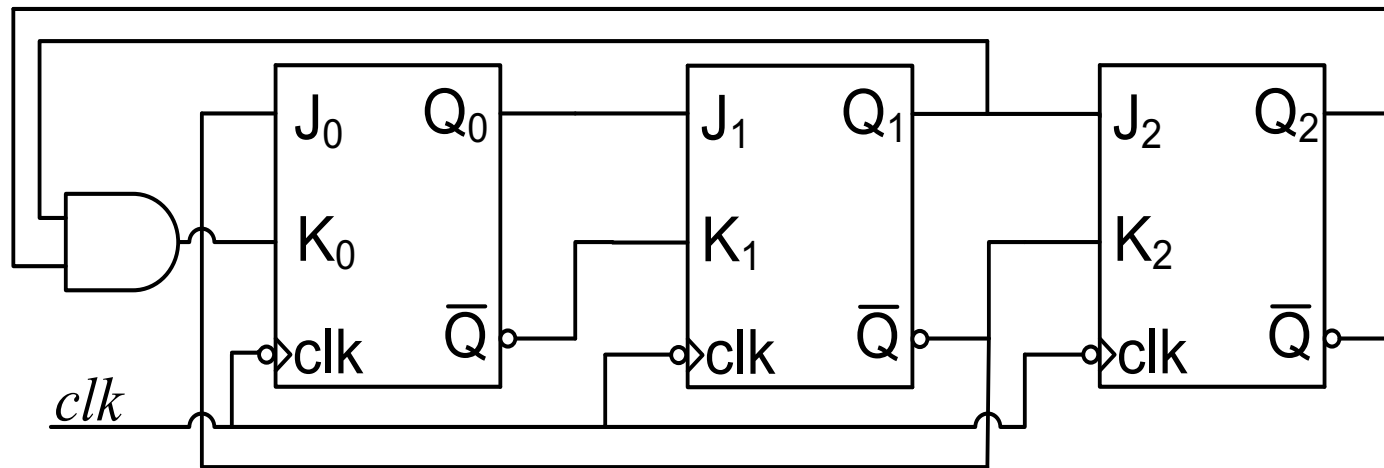 J₀ Q₀ J₁ Q₁ J₂ Q₂
K₀ K₁ K₂
Q̅ Q̅ Q̅
clk clk clk
clk